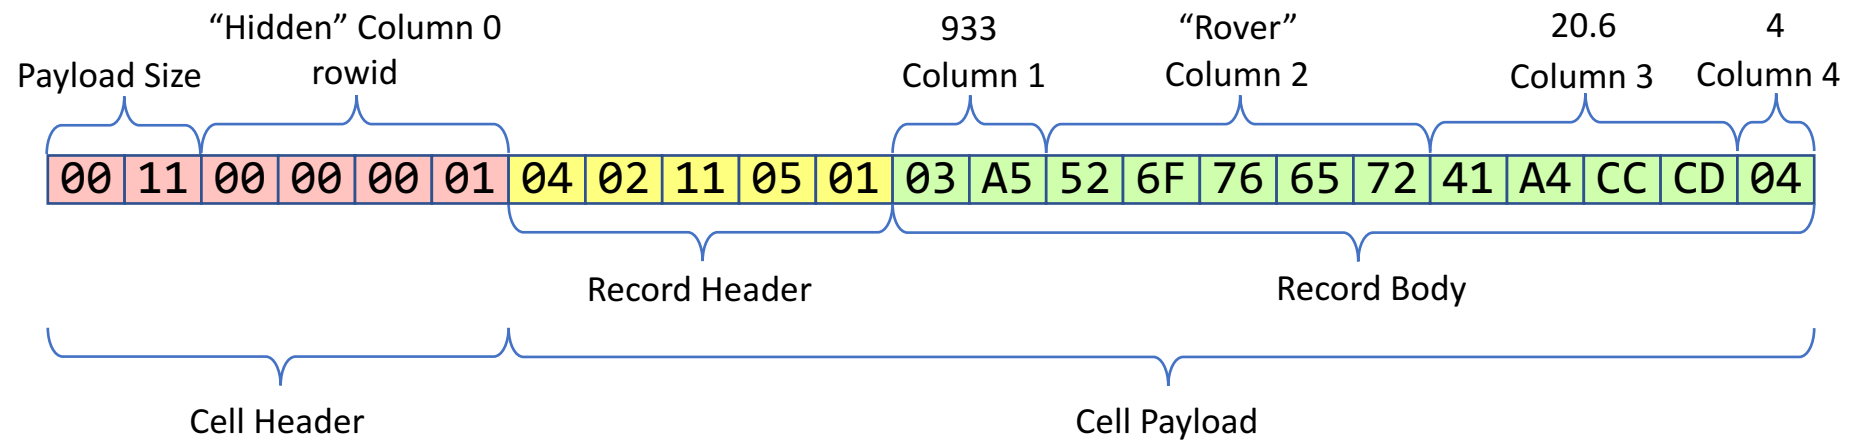 “Hidden” Column 0 933 “Rover” 20.6 4
Payload Size rowid Column 1 Column 2 Column 3 Column 4
00 11 00 00 00 01 04 02 11 05 01 03 A5 52 6F 76 65 72 41 A4 CC CD 04
Record Header Record Body
Cell Header Cell Payload